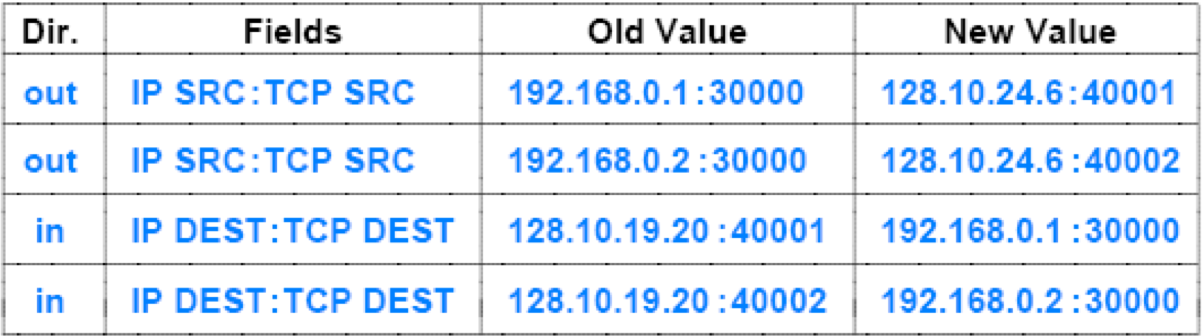 Dir. Fields Old Value New Value
out IP SRC:TCP SRC 192.168.0.1:30000 128.10.24.6:40001
out IP SRC:TCP SRC 192.168.0.2:30000 128.10.24.6:40002
in IP DEST:TCP DEST 128.10.19.20:40001 192.168.0.1:30000
in IP DEST:TCP DEST 128.10.19.20:40002 192.168.0.2:30000